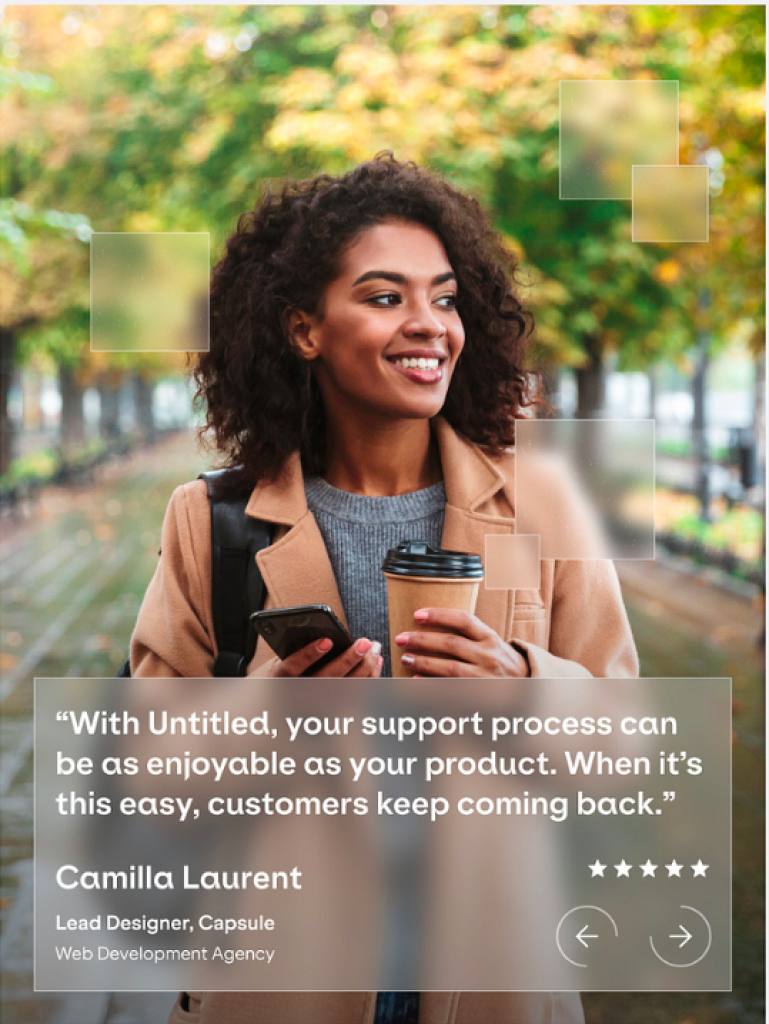 “With Untitled, your support process can
be as enjoyable as your product. When it’s
this easy, customers keep coming back.”
Camilla Laurent
Lead Designer, Capsule
Web Development Agency